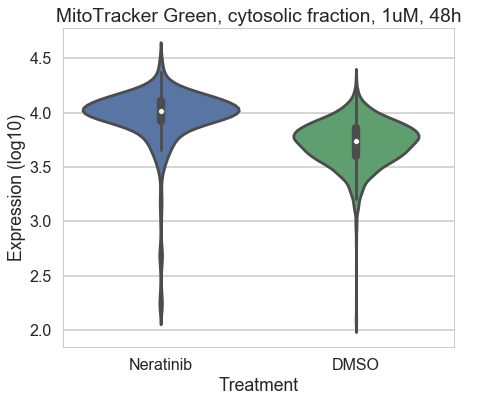 MitoTracker Green, cytosolic fraction, 1uM, 48h
Expression (log10)
4.5
4.0
3.5
3.0
2.5
2.0
Neratinib DMSO
Treatment